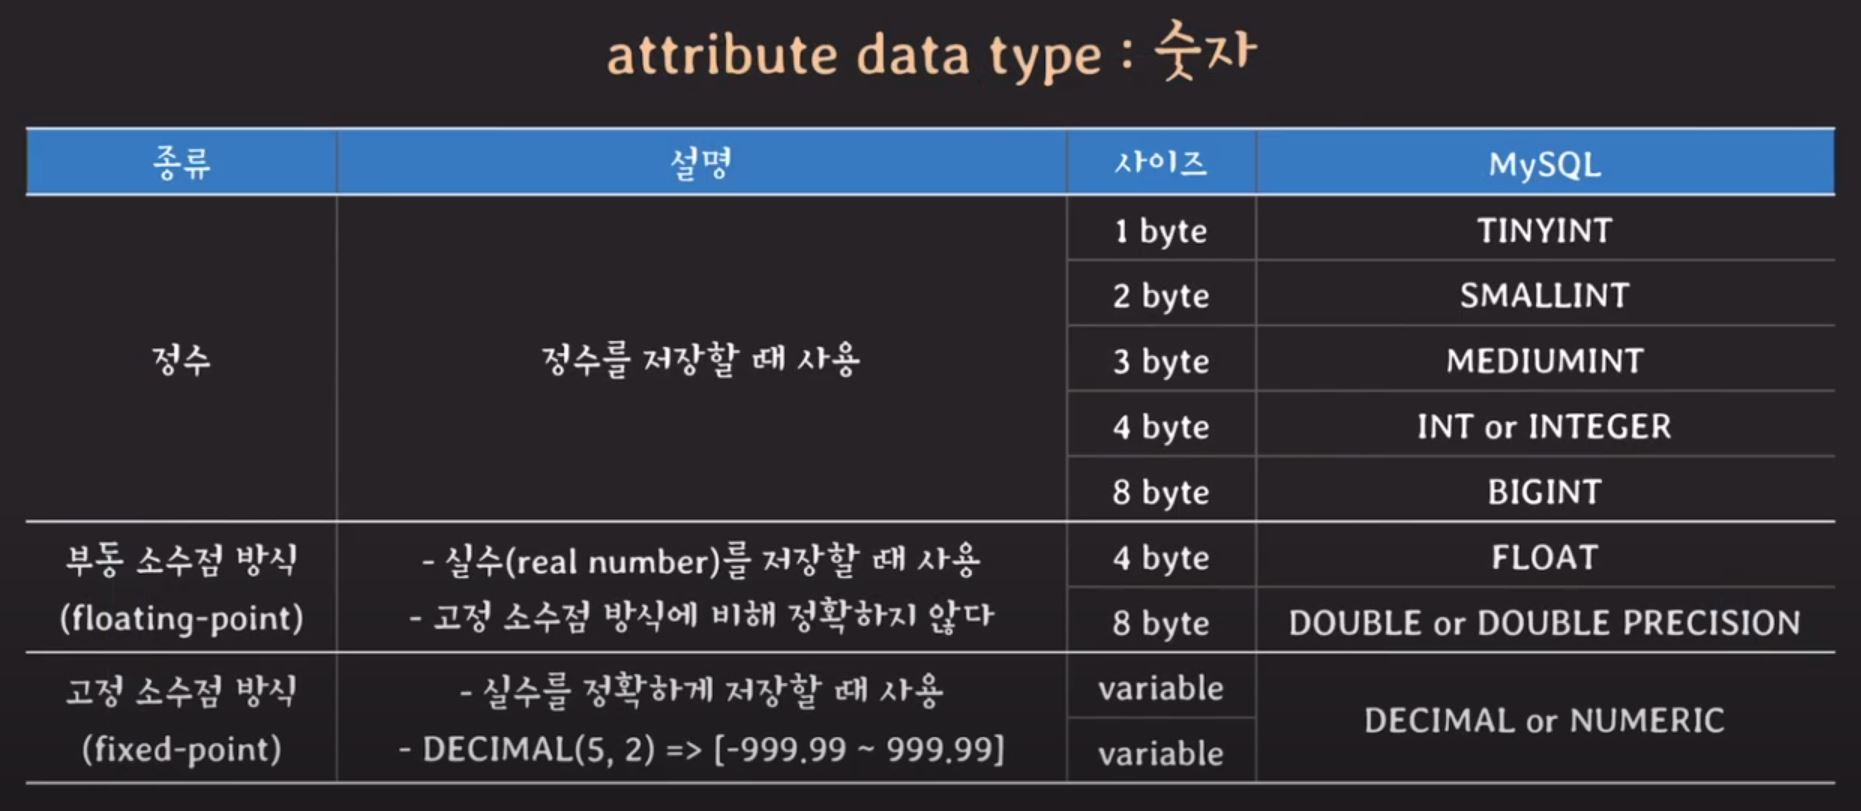 attribute data type : 숫자
종류 설명 사이즈 MySQL
1 byte TINYINT
2 byte SMALLINT
정수 정수를 저장할 때 사용 3 byte MEDIUMINT
4 byte INT or INTEGER
8 byte BIGINT
부동 소수점 방식 - 실수(real number)를 저장할 때 사용 4 byte FLOAT
(floating-point) - 고정 소수점 방식에 비해 정확하지 않다 8 byte DOUBLE or DOUBLE PRECISION
고정 소수점 방식 - 실수를 정확하게 저장할 때 사용 variable
DECIMAL or NUMERIC
(fixed-point) - DECIMAL(5, 2) => [-999.99 ~ 999.99] variable